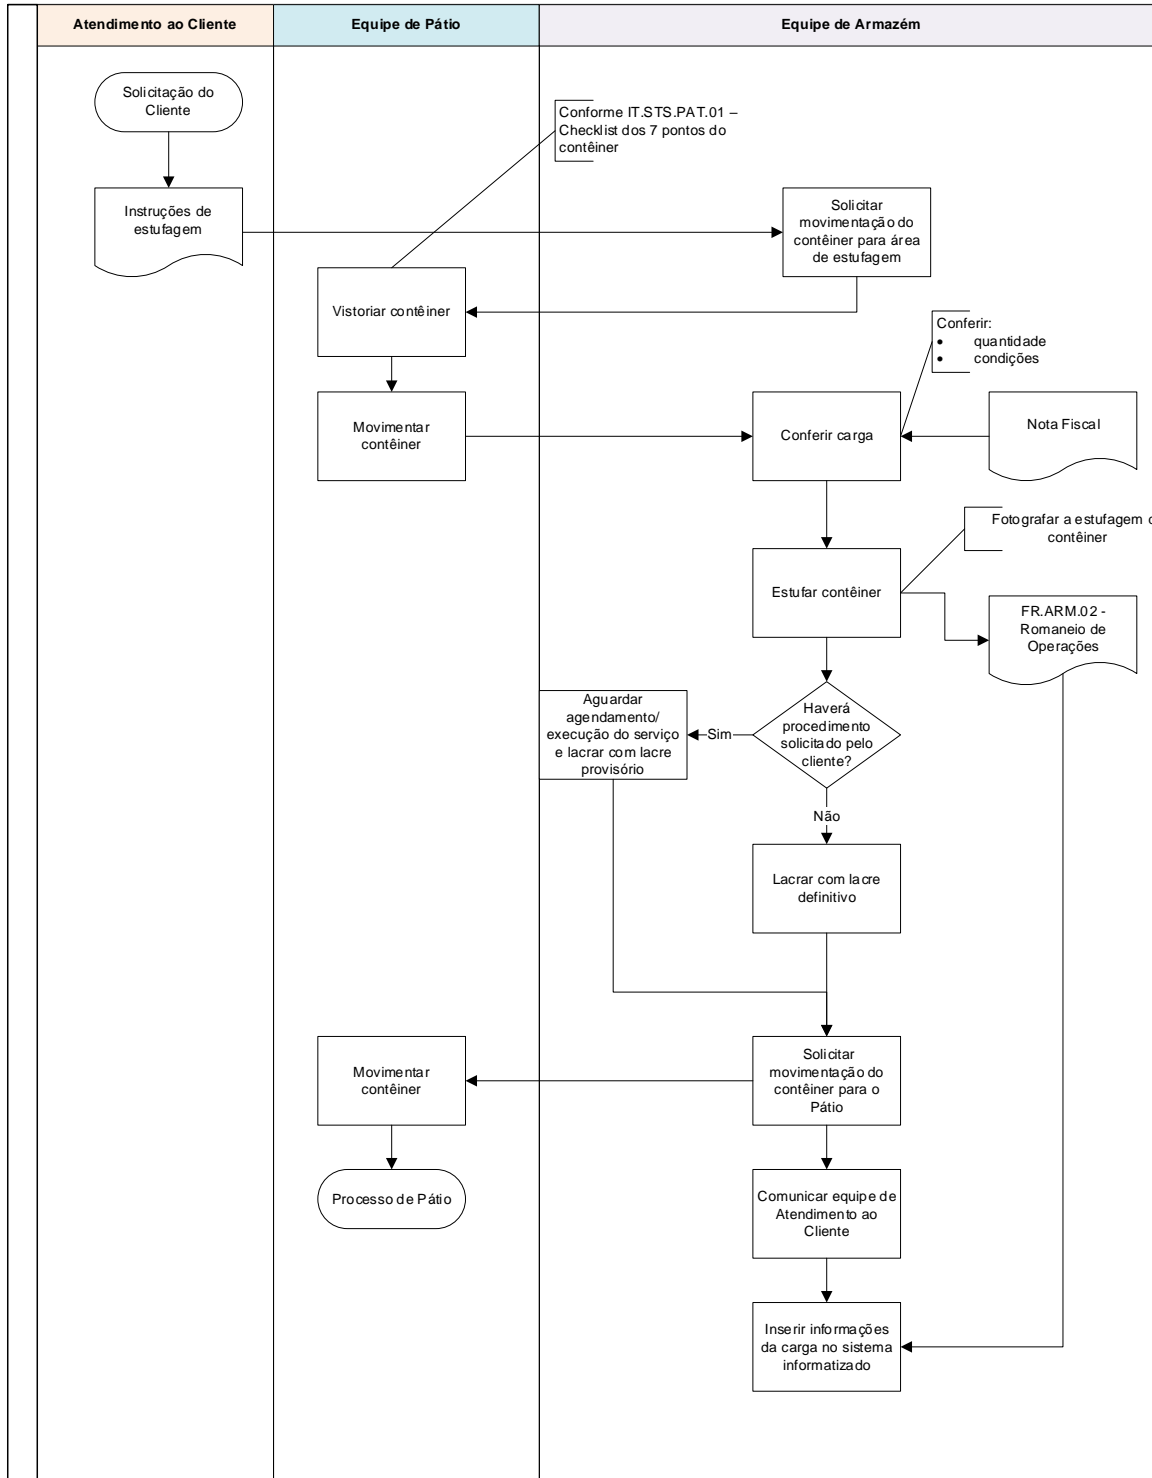 Atendimento ao Cliente
Equipe de Pátio
Equipe de Armazém
Solicitação do
Cliente
Conforme IT.STS.PAT.01 –
Checklist dos 7 pontos do
contêiner
Instruções de
estufagem
Solicitar
movimentação do
contêiner para área
de estufagem
Vistoriar contêiner
Conferir:
• quantidade
• condições
Movimentar
contêiner
Conferir carga
Nota Fiscal
Fotografar a estufagem
contêiner
Estufar contêiner
FR.ARM.02 -
Romaneio de
Operações
Aguardar
agendamento/
execução do serviço
e lacrar com lacre
provisório
Sim
Haverá
procedimento
solicitado pelo
cliente?
Não
Lacrar com lacre
definitivo
Movimentar
contêiner
Solicitar
movimentação do
contêiner para o
Pátio
Processo de Pátio
Comunicar equipe de
Atendimento ao
Cliente
Inserir informações
da carga no sistema
informatizado